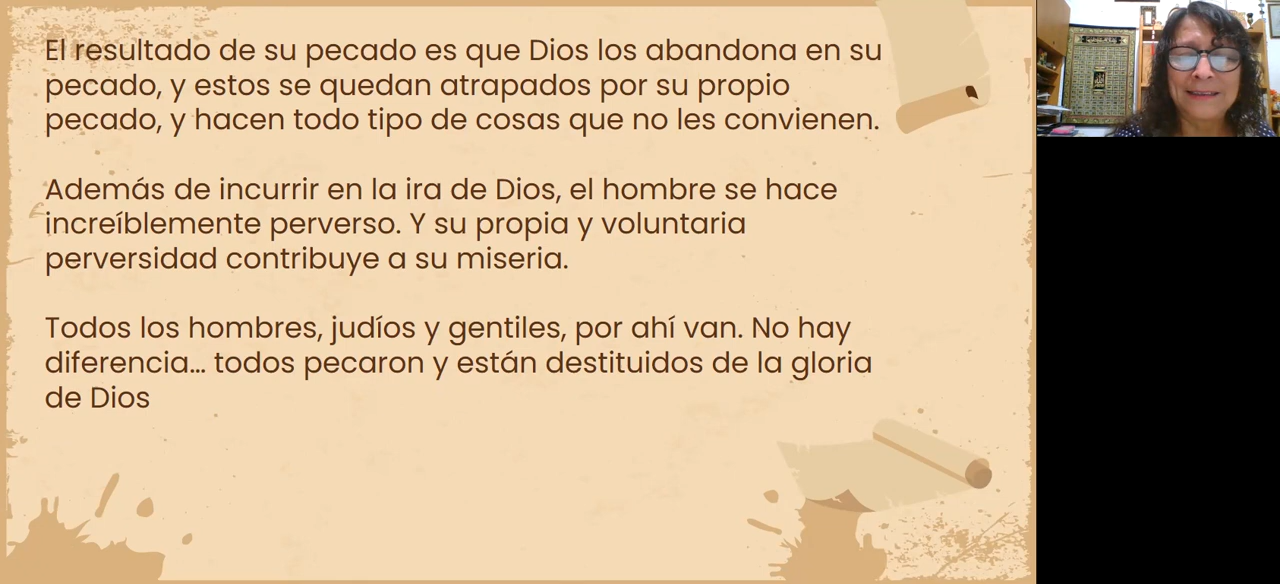 El resultado de su pecado es que Dios los abandona en su
pecado, y estos se quedan atrapados por su propio
pecado, y hacen todo tipo de cosas que no les convienen.
Además de incurrir en la ira de Dios, el hombre se hace
increíblemente perverso. Y su propia y voluntaria
perversidad contribuye a su miseria.
Todos los hombres, judíos y gentiles, por ahí van. No hay
diferencia... todos pecaron y están destituidos de la gloria
de Dios